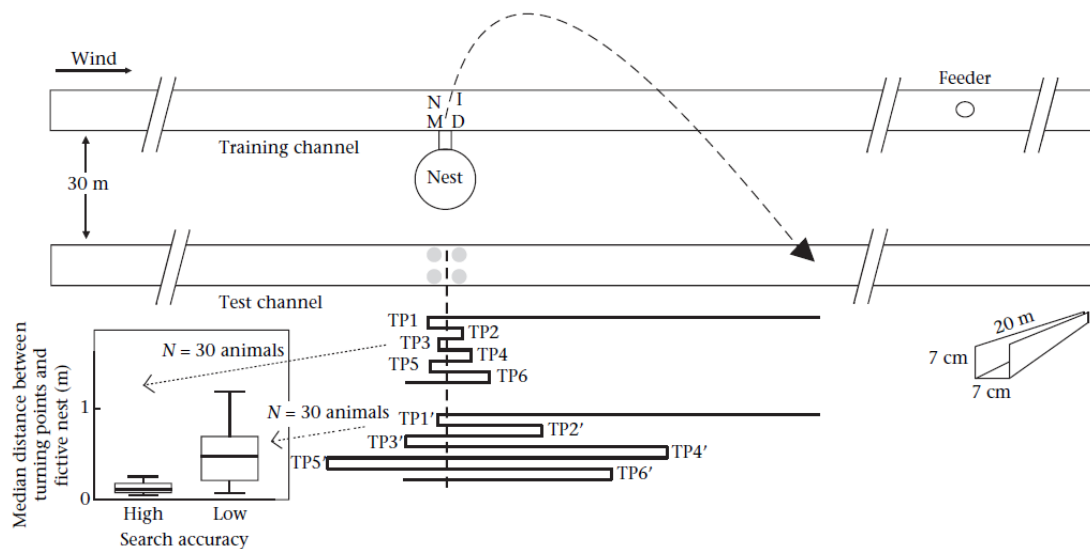 Wind
Feeder
N I
M D
Training channel
Nest
30 m
Test channel
TP1
TP2
TP3
TP4
TP5
TP6
20 m
7 cm
7 cm
N = 30 animals
N = 30 animals
TP1′
TP2′
TP3′
TP4′
TP5′
TP6′
Median distance between
turning points and
fictive nest (m)
1
0
High
Low
Search accuracy